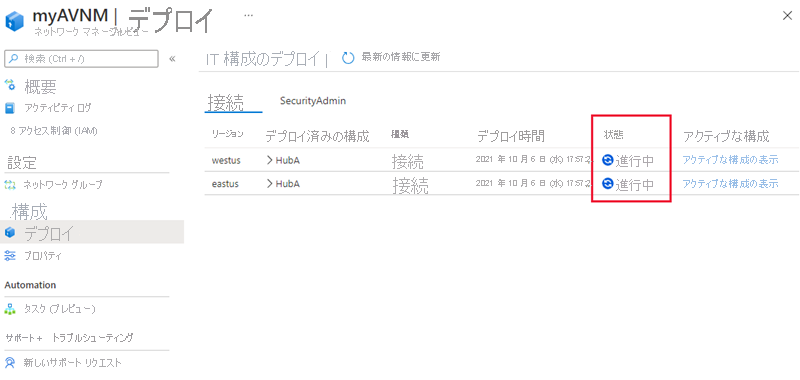 myAVNM | デプロイ ...
ネットワーク マネージャー
検索 (Ctrl + /) «
概要
アクティビティ ログ
8 アクセス制御 (IAM)
設定
ネットワーク グループ
構成
デプロイ
プロパティ
Automation
タスク (プレビュー)
サポート + トラブルシューティング
新しいサポート リクエスト
IT 構成のデプロイ | 最新の情報に更新
接続 SecurityAdmin
リージョン デプロイ済みの構成 種類 デプロイ時間 状態 アクティブな構成
westus > HubA 接続 2021 年 10 月 6 日 (水) 17:57:2 進行中 アクティブな構成の表示
eastus > HubA 接続 2021 年 10 月 6 日 (水) 17:57:2 進行中 アクティブな構成の表示